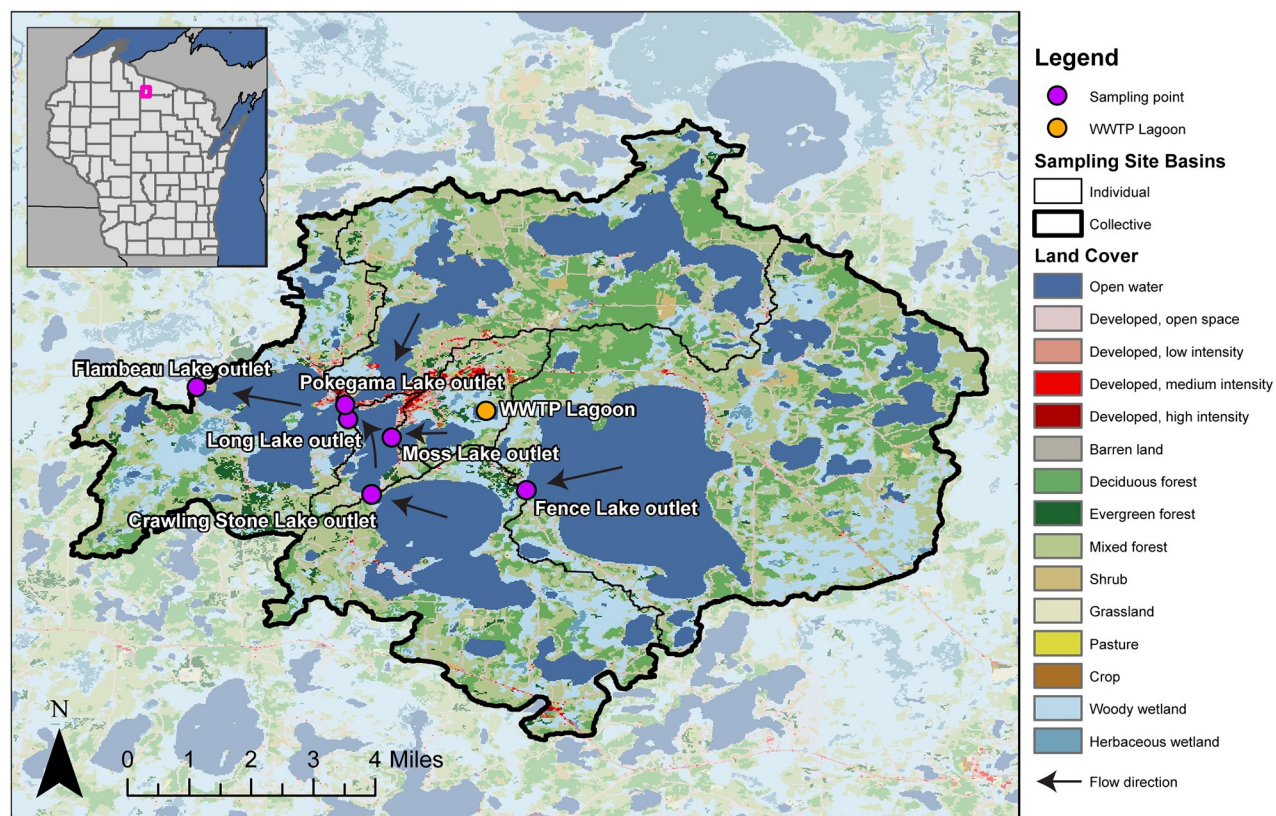 Flambeau Lake outlet
Pokegama Lake outlet
WWTP Lagoon
Long Lake outlet
Moss Lake outlet
Crawling Stone Lake outlet
Fence Lake outlet
N
0 1 2 3 4 Miles
Legend
Sampling point
WWTP Lagoon
Sampling Site Basins
Individual
Collective
Land Cover
Open water
Developed, open space
Developed, low intensity
Developed, medium intensity
Developed, high intensity
Barren land
Deciduous forest
Evergreen forest
Mixed forest
Shrub
Grassland
Pasture
Crop
Woody wetland
Herbaceous wetland
Flow direction